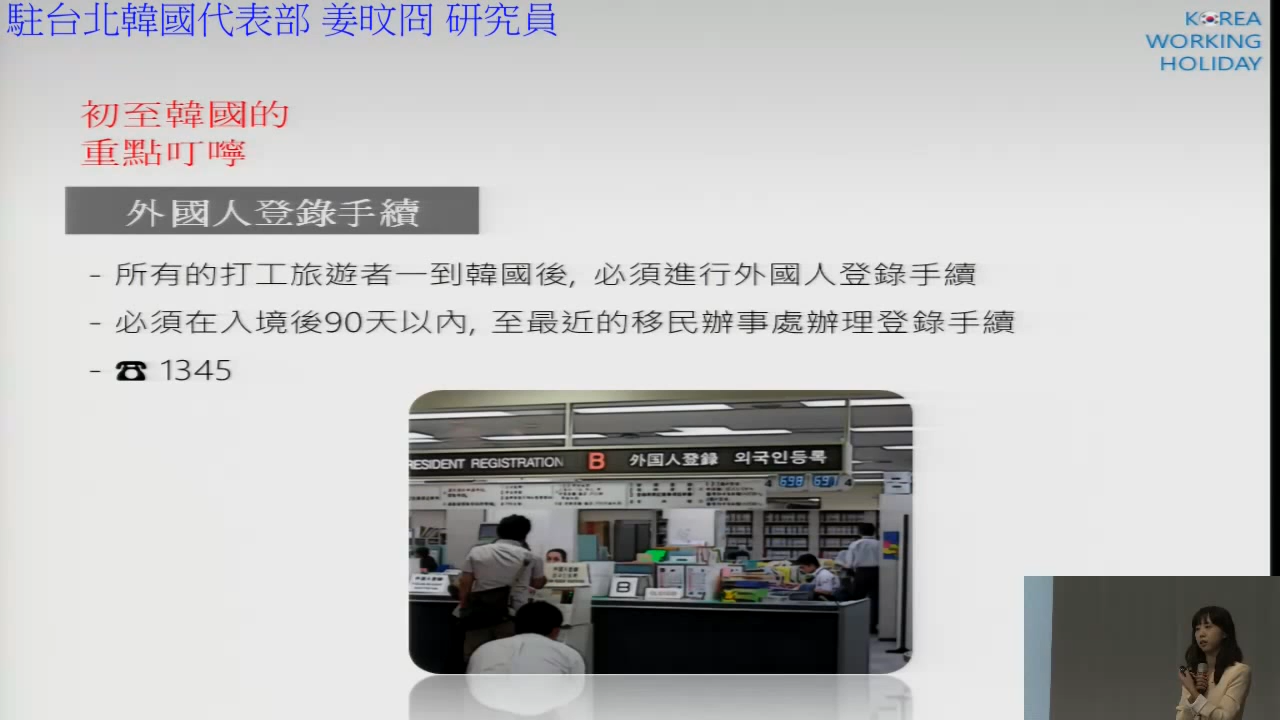 駐台北韓國代表部 姜旼冏 研究員
KOREA
WORKING
HOLIDAY
初至韓國的
重點叮嚀
外國人登錄手續
- 所有的打工旅遊者一到韓國後, 必須進行外國人登錄手續
- 必須在入境後90天以內, 至最近的移民辦事處辦理登錄手續
- ☎ 1345
RESIDENT REGISTRATION B 外国人登錄 외국인등록
698 697 4
B